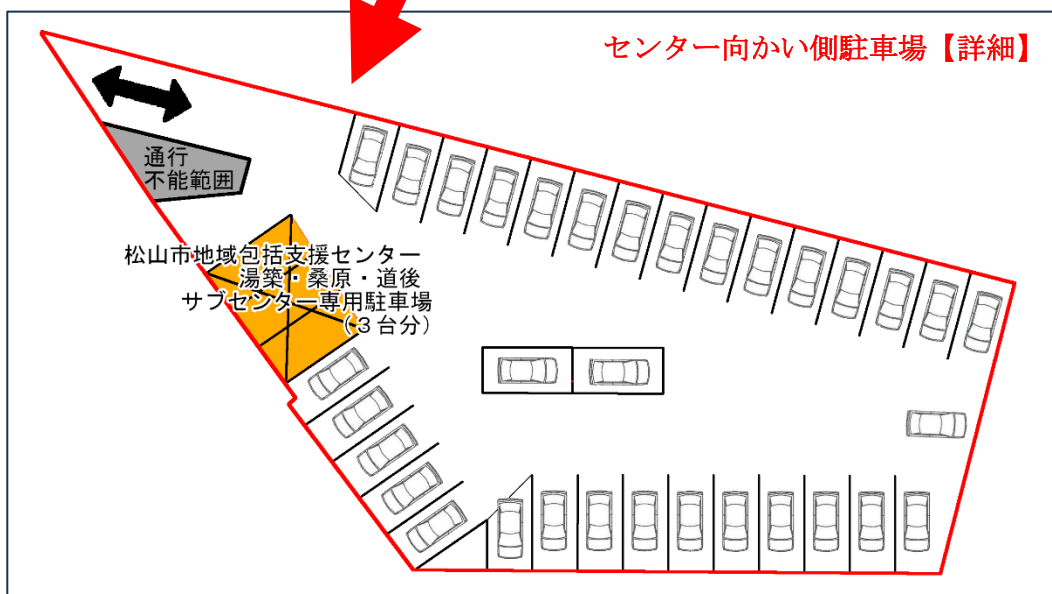 センター向かい側駐車場【詳細】
通行
不能範囲
松山市地域包括支援センター
湯築・桑原・道後
サブセンター専用駐車場
(３台分)